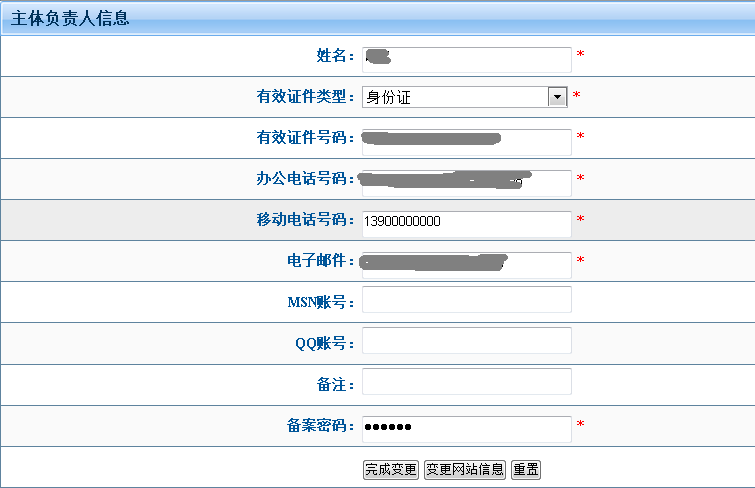 主体负责人信息
姓名： *
有效证件类型：身份证 *
有效证件号码： *
办公电话号码： *
移动电话号码：13900000000 *
电子邮件： *
MSN账号：
QQ账号：
备注：
备案密码：●●●●●● *
完成变更 变更网站信息 重置